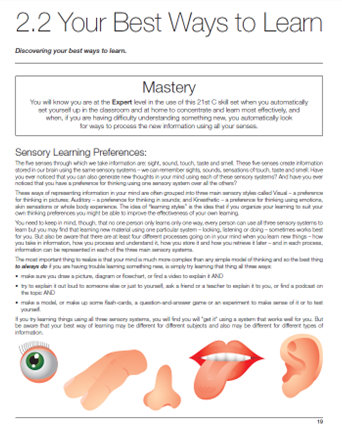 2.2 Your Best Ways to Learn
Discovering your best ways to learn.
Mastery
You will know you are at the Expert level in the use of this 21st C skill set when you automatically
set yourself up in the classroom and at home to concentrate and learn most effectively, and
when, if you are having difficulty understanding something new, you automatically look
for ways to process the new information using all your senses.
Sensory Learning Preferences:
The five senses through which we take information are: sight, sound, touch, taste and smell. These five senses create information
stored in our brain using the same sensory systems – we can remember sights, sounds, sensations of touch, taste and smell. Have
you ever noticed that you can also generate new thoughts in your mind using each of these sensory systems? And have you ever
noticed that you have a preference for thinking using one sensory system over all the others?
These ways of representing information in your mind are often grouped into three main sensory styles called Visual – a preference
for thinking in pictures; Auditory – a preference for thinking in sounds; and Kinesthetic – a preference for thinking using emotions,
skin sensations or whole body experience. The idea of "learning styles" is the idea that if you organise your learning to suit your
own thinking preferences you might be able to improve the effectiveness of your own learning.
You need to keep in mind, though, that no one person only learns only one way, every person can use all three sensory systems to
learn but you may find that learning new material using one particular system – looking, listening or doing – sometimes works best
for you. But also be aware that there are at least four different processes going on in your mind when you learn new things – how
you take in information, how you process and understand it, how you store it and how you retrieve it later – and in each process,
information can be represented in each of the three main sensory systems.
The most important thing to realize is that your mind is much more complex than any simple model of thinking and so the best thing
to always do if you are having trouble learning something new, is simply try learning that thing all three ways:
• make sure you draw a picture, diagram or flowchart, or find a video to explain it AND
• try to explain it out loud to someone else or just to yourself, ask a friend or a teacher to explain it to you, or find a podcast on
the topic AND
• make a model, or make up some flash-cards, a question-and-answer game or an experiment to make sense of it or to test
yourself.
If you try learning things using all three sensory systems, you will find you will "get it" using a system that works well for you. But
be aware that your best way of learning may be different for different subjects and also may be different for different types of
information.
19